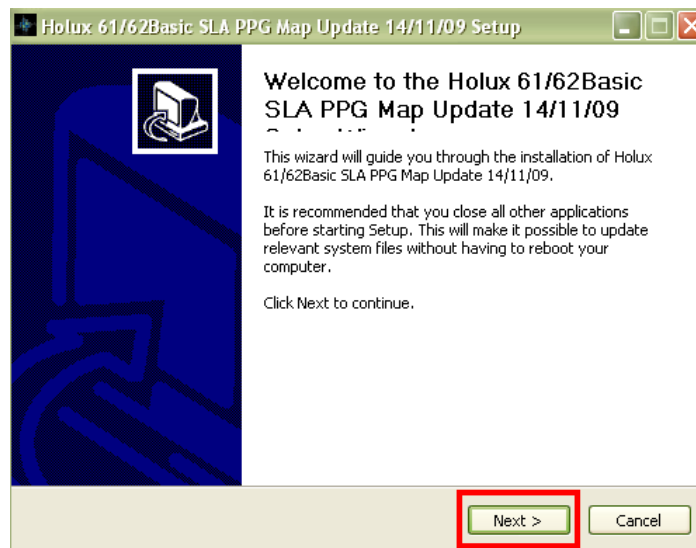 Holux 61/62Basic SLA PPG Map Update 14/11/09 Setup
Welcome to the Holux 61/62Basic
SLA PPG Map Update 14/11/09
This wizard will guide you through the installation of Holux
61/62Basic SLA PPG Map Update 14/11/09.
It is recommended that you close all other applications
before starting Setup. This will make it possible to update
relevant system files without having to reboot your
computer.
Click Next to continue.
Next >
Cancel